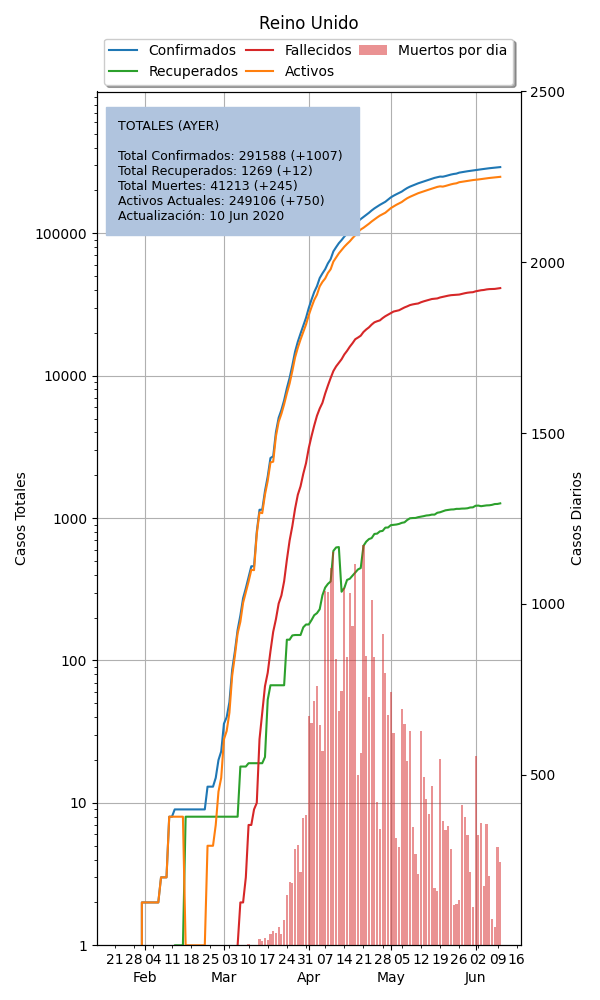 Reino Unido
Confirmados
Fallecidos
Muertos por dia
Recuperados
Activos
TOTALES (AYER)
Total Confirmados: 291588 (+1007)
Total Recuperados: 1269 (+12)
Total Muertes: 41213 (+245)
Activos Actuales: 249106 (+750)
Actualización: 10 Jun 2020
100000
10000
1000
100
10
1
Casos Totales
2500
2000
1500
1000
500
Casos Diarios
21 28 04 11 18 25 03 10 17 24 31 07 14 21 28 05 12 19 26 02 09 16
Feb Mar Apr May Jun